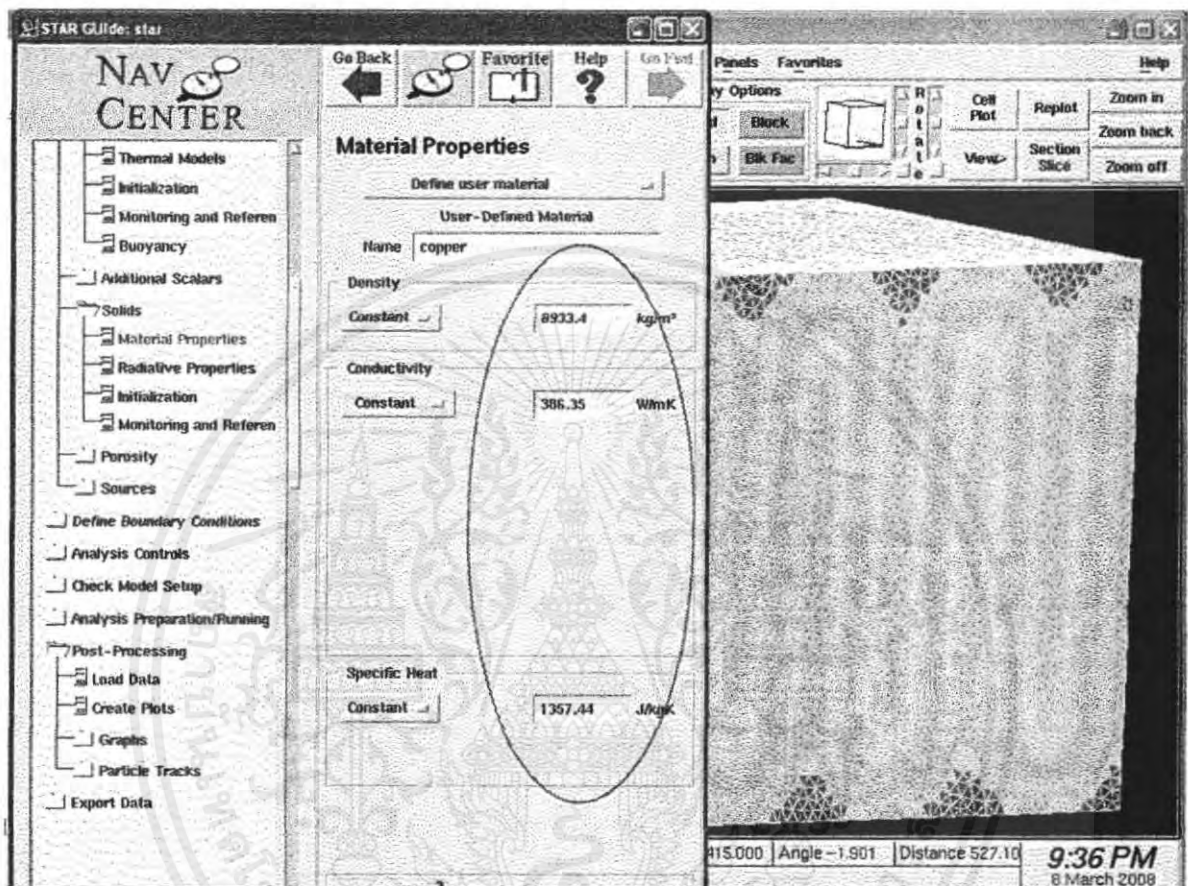 STAR GUIde: star
NAV
CENTER
Thermal Models
Initialization
Monitoring and Referen
Buoyancy
Additional Scalars
Solids
Material Properties
Radiative Properties
Initialization
Monitoring and Referen
Porosity
Sources
Define Boundary Conditions
Analysis Controls
Check Model Setup
Analysis Preparation/Running
Post-Processing
Load Data
Create Plots
Graphs
Particle Tracks
Export Data
Go Back
Favorite
Help
Go Fwd
Material Properties
Define user material
User-Defined Material
Name copper
Density
Constant 8933.4 kg/m³
Conductivity
Constant 386.35 W/mK
Specific Heat
Constant 1357.44 J/kgK
Panels Favorites Help
Options
Block
Blk Fac
Rotate
Cell Plot
Replot
Zoom in
Zoom back
View>
Section Slice
Zoom off
415.000 Angle -1.901 Distance 527.10
9:36 PM
8 March 2008